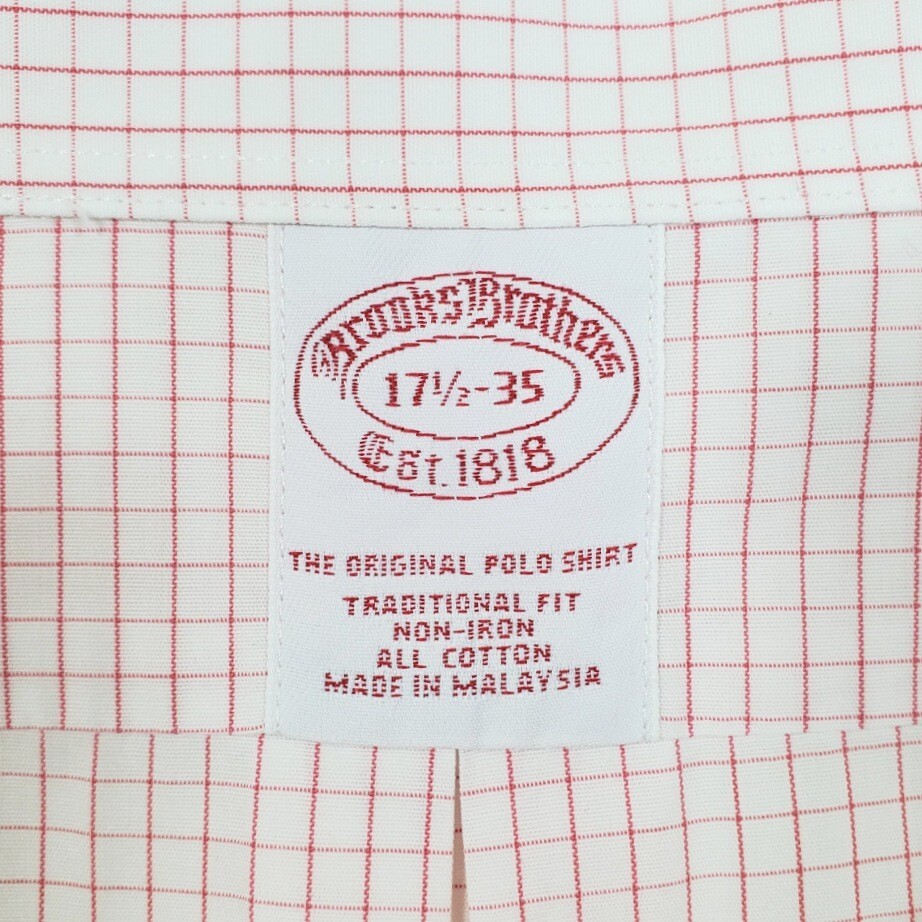 Brooks Brothers
17½-35
Est. 1818
THE ORIGINAL POLO SHIRT
TRADITIONAL FIT
NON-IRON
ALL COTTON
MADE IN MALAYSIA